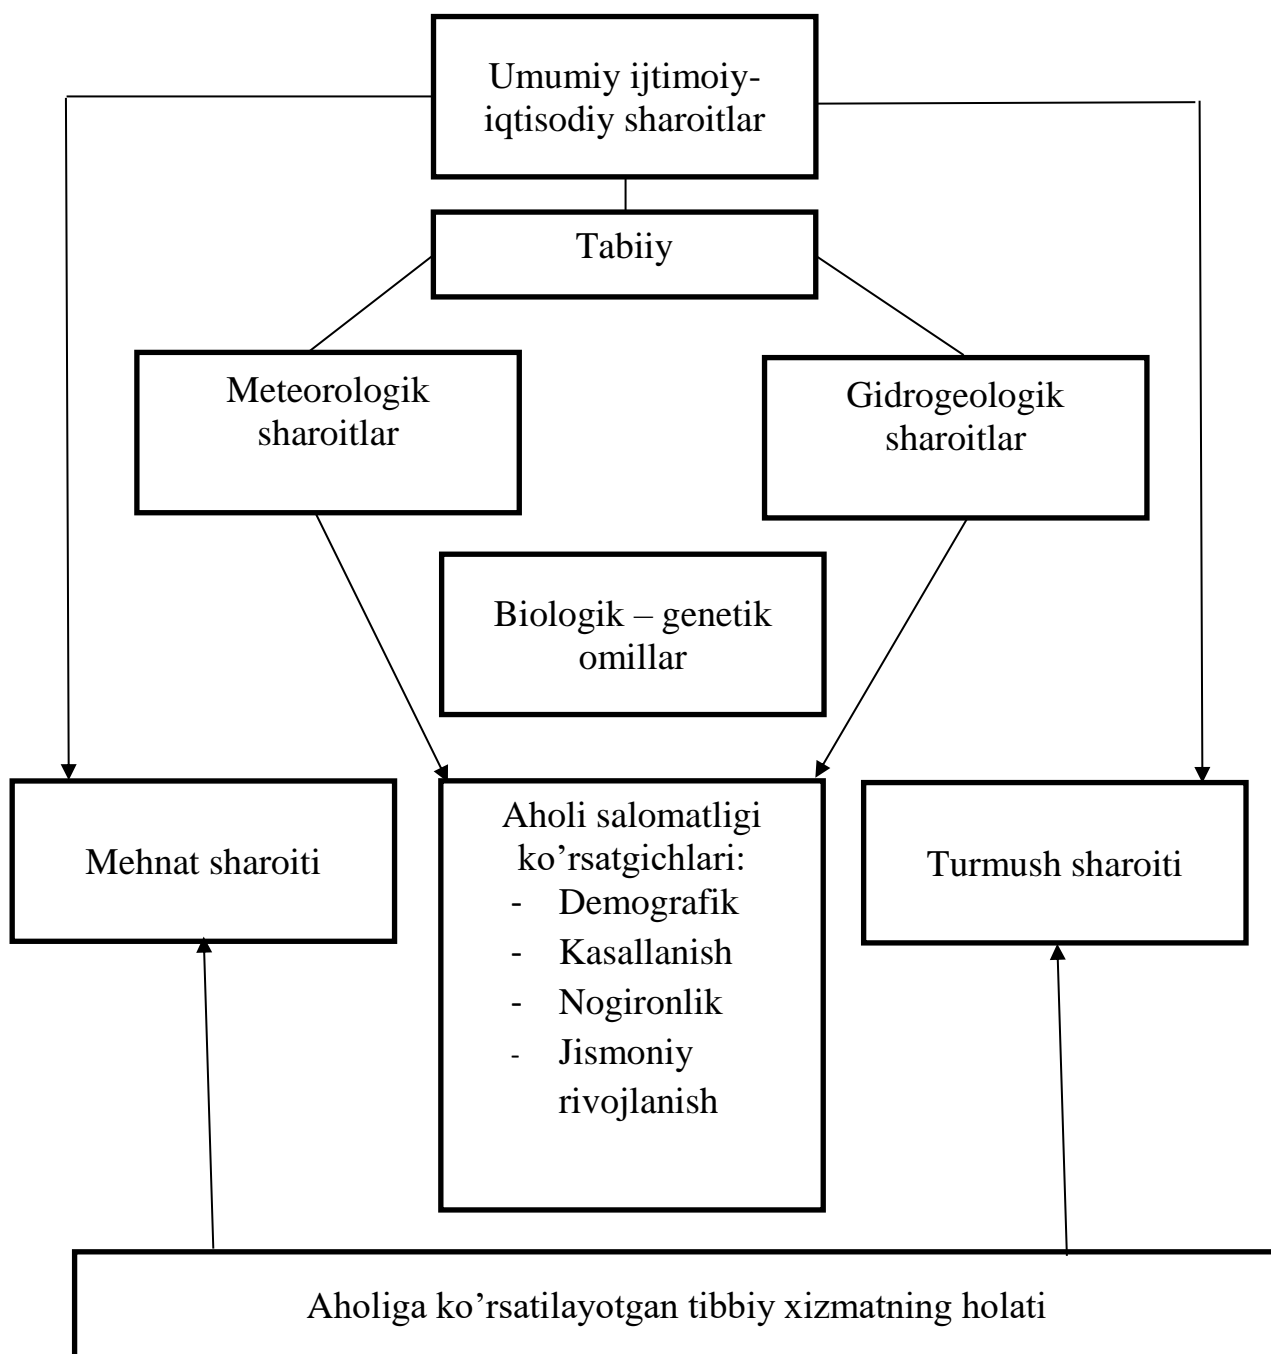 Umumiy ijtimoiy-
iqtisodiy sharoitlar
Tabiiy
Meteorologik
sharoitlar
Gidrogeologik
sharoitlar
Biologik – genetik
omillar
Mehnat sharoiti
Aholi salomatligi
ko’rsatgichlari:
- Demografik
- Kasallanish
- Nogironlik
- Jismoniy
rivojlanish
Turmush sharoiti
Aholiga ko’rsatilayotgan tibbiy xizmatning holati